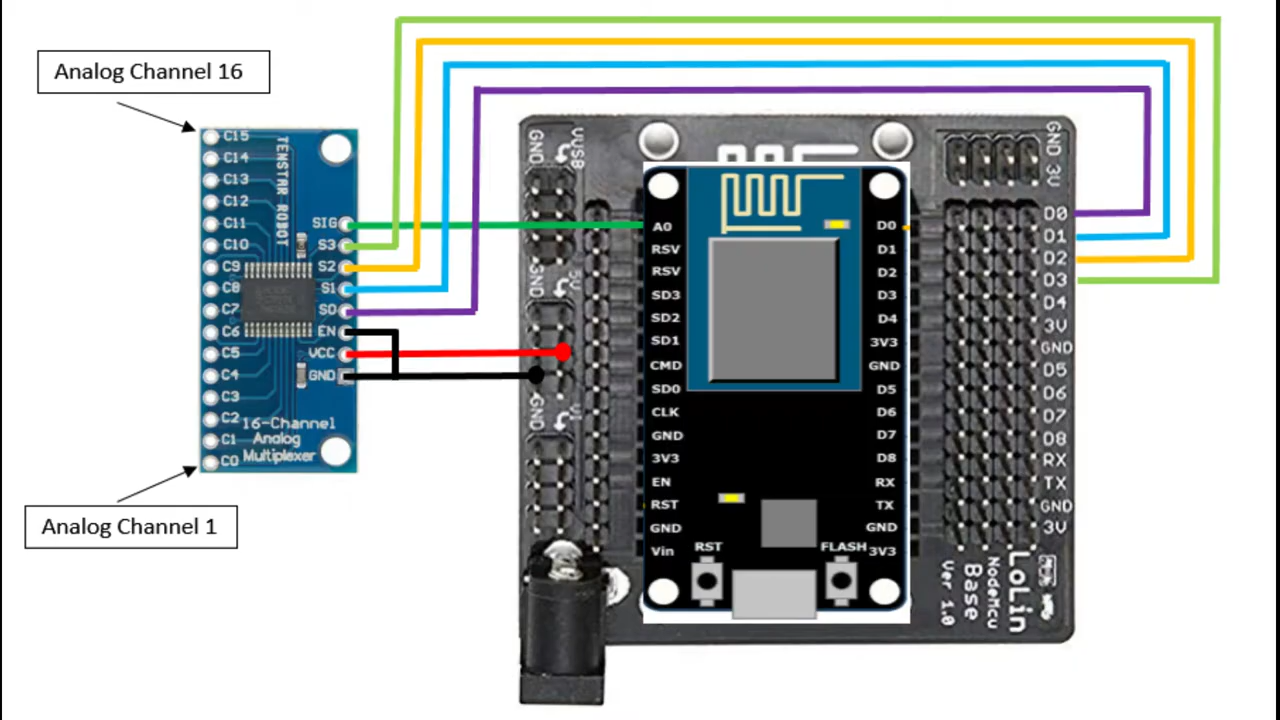 Analog Channel 16
C15
C14
C13
C12
C11
C10
C9
C8
C7
C6
C5
C4
C3
C2
C1
C0
TENSTAR ROBOT
SIG
S3
S2
S1
S0
EN
VCC
GND
16-Channel
Analog
Multiplexer
Analog Channel 1
GND
VUSB
GND
5V
GND
VI
A0
RSV
RSV
SD3
SD2
SD1
CMD
SD0
CLK
GND
3V3
EN
RST
GND
Vin
D0
D1
D2
D3
D4
3V3
GND
D5
D6
D7
D8
RX
TX
GND
3V3
RST
FLASH
GND
3V
D0
D1
D2
D3
D4
3V
GND
D5
D6
D7
D8
RX
TX
GND
3V
LoLin
NodeMcu
Base
Ver 1.0